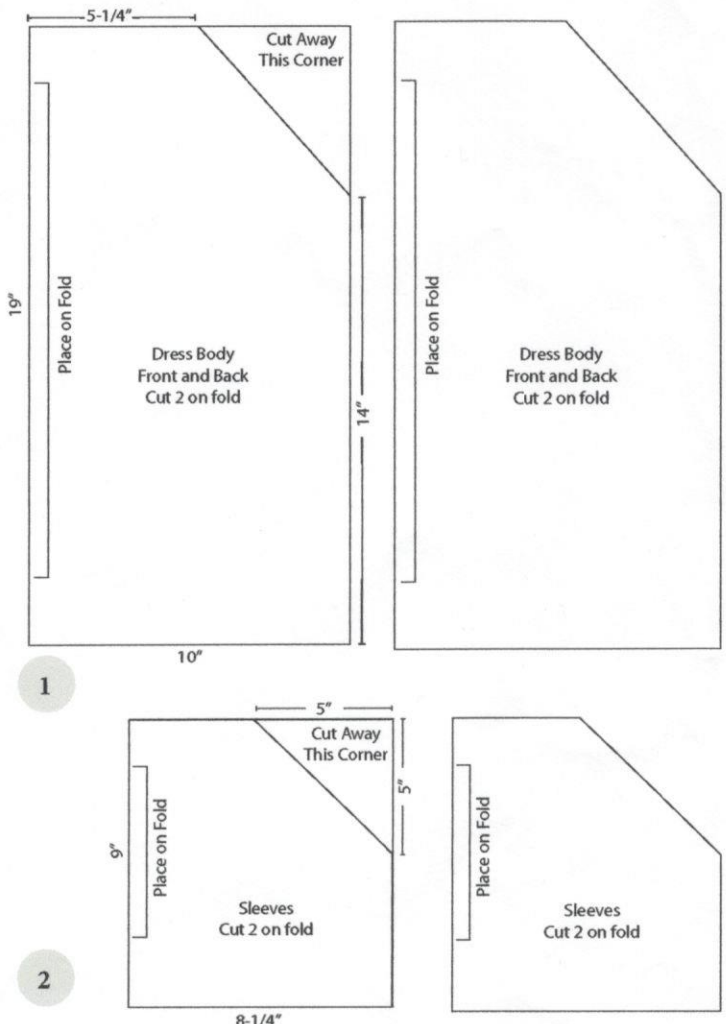 5-1/4"
Cut Away
This Corner
19"
Place on Fold
Dress Body
Front and Back
Cut 2 on fold
14"
10"
Place on Fold
Dress Body
Front and Back
Cut 2 on fold
1
5"
Cut Away
This Corner
5"
9"
Place on Fold
Sleeves
Cut 2 on fold
8-1/4"
Place on Fold
Sleeves
Cut 2 on fold
2